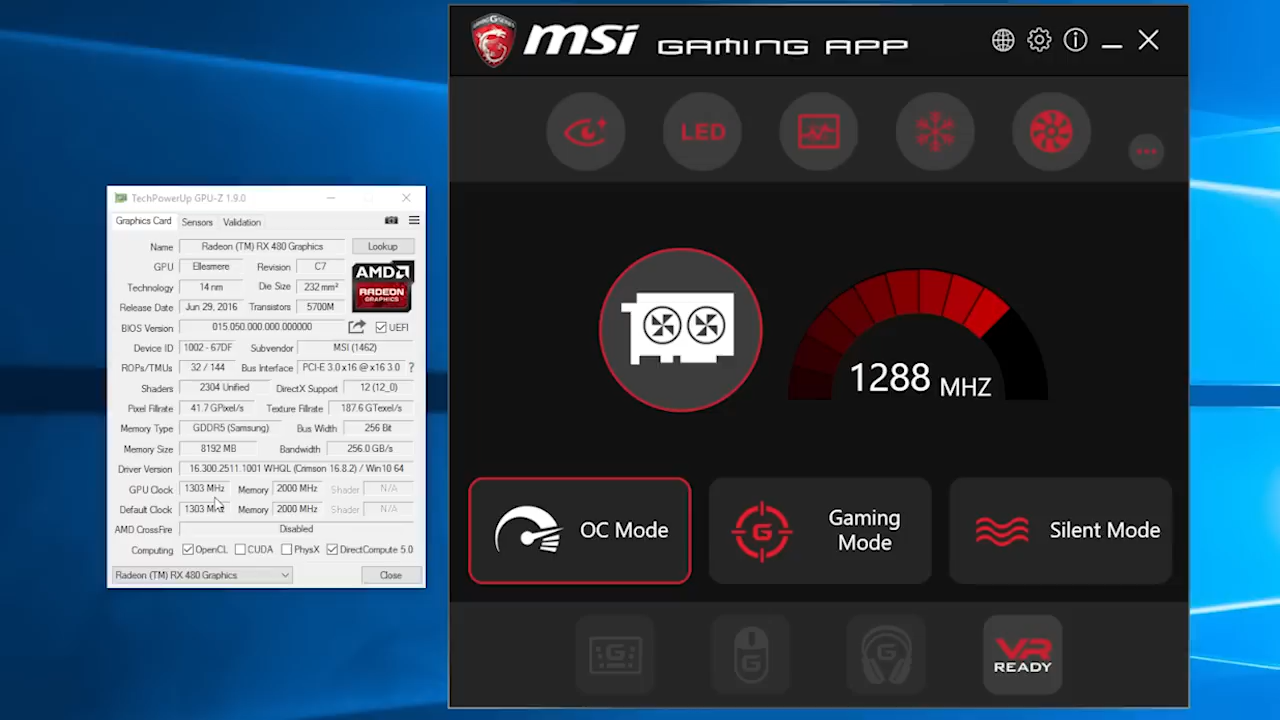 TechPowerUp GPU-Z 1.9.0
Graphics Card Sensors Validation
Name Radeon (TM) RX 480 Graphics Lookup
GPU Ellesmere Revision C7
AMD
RADEON
GRAPHICS
Technology 14 nm Die Size 232 mm²
Release Date Jun 29, 2016 Transistors 5700M
BIOS Version 015.050.000.000.000000 UEFI
Device ID 1002 - 67DF Subvendor MSI (1462)
ROPs/TMUs 32 / 144 Bus Interface PCI-E 3.0 x16 @ x16 3.0 ?
Shaders 2304 Unified DirectX Support 12 (12_0)
Pixel Fillrate 41.7 GPixel/s Texture Fillrate 187.6 GTexel/s
Memory Type GDDR5 (Samsung) Bus Width 256 Bit
Memory Size 8192 MB Bandwidth 256.0 GB/s
Driver Version 16.300.2511.1001 WHQL (Crimson 16.8.2) / Win10 64
GPU Clock 1303 MHz Memory 2000 MHz Shader N/A
Default Clock 1303 MHz Memory 2000 MHz Shader N/A
AMD CrossFire Disabled
Computing OpenCL CUDA PhysX DirectCompute 5.0
Radeon (TM) RX 480 Graphics Close
msi GAMING APP
LED
1288 MHZ
OC Mode
G
Gaming
Mode
Silent Mode
G
G
G
VR
READY